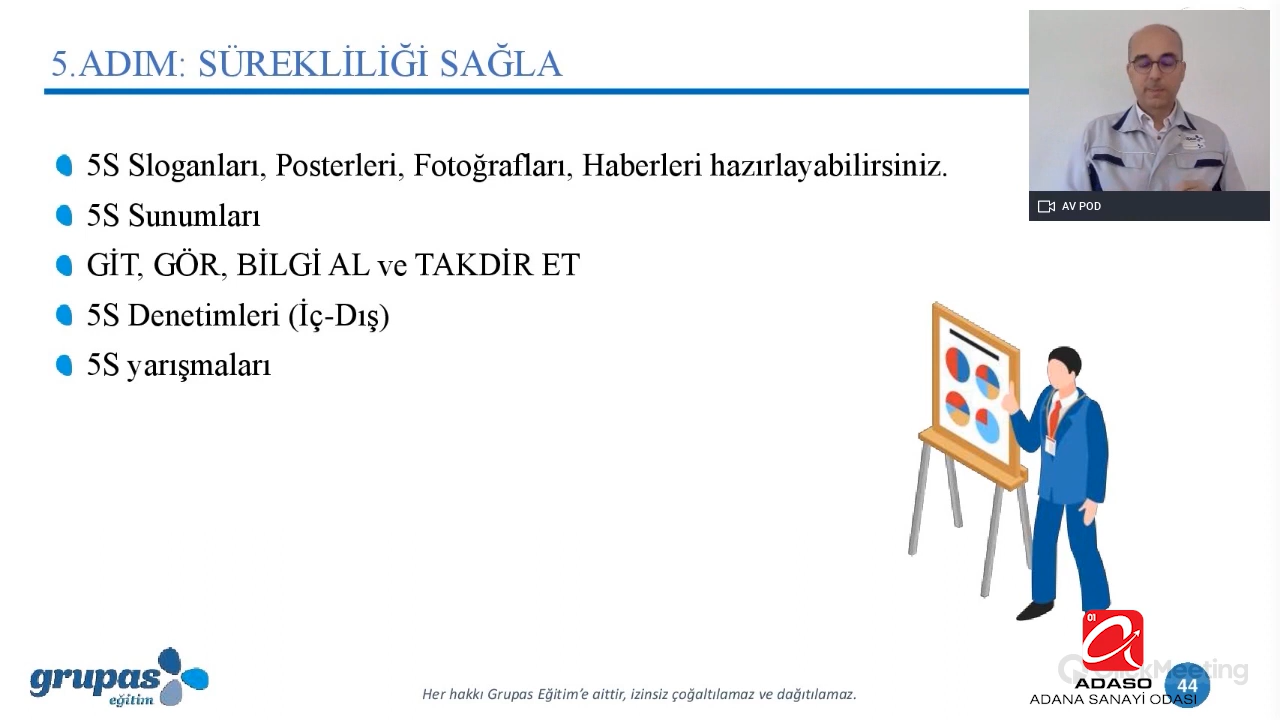 5.ADIM: SÜREKLİLİĞİ SAĞLA
5S Sloganları, Posterleri, Fotoğrafları, Haberleri hazırlayabilirsiniz.
5S Sunumları
GİT, GÖR, BİLGİ AL ve TAKDİR ET
5S Denetimleri (İç-Dış)
5S yarışmaları
AV POD
grupas
eğitim
Her hakkı Grupas Eğitim'e aittir, izinsiz çoğaltılamaz ve dağıtılamaz.
01
ClickMeeting
ADASO
ADANA SANAYİ ODASI
44